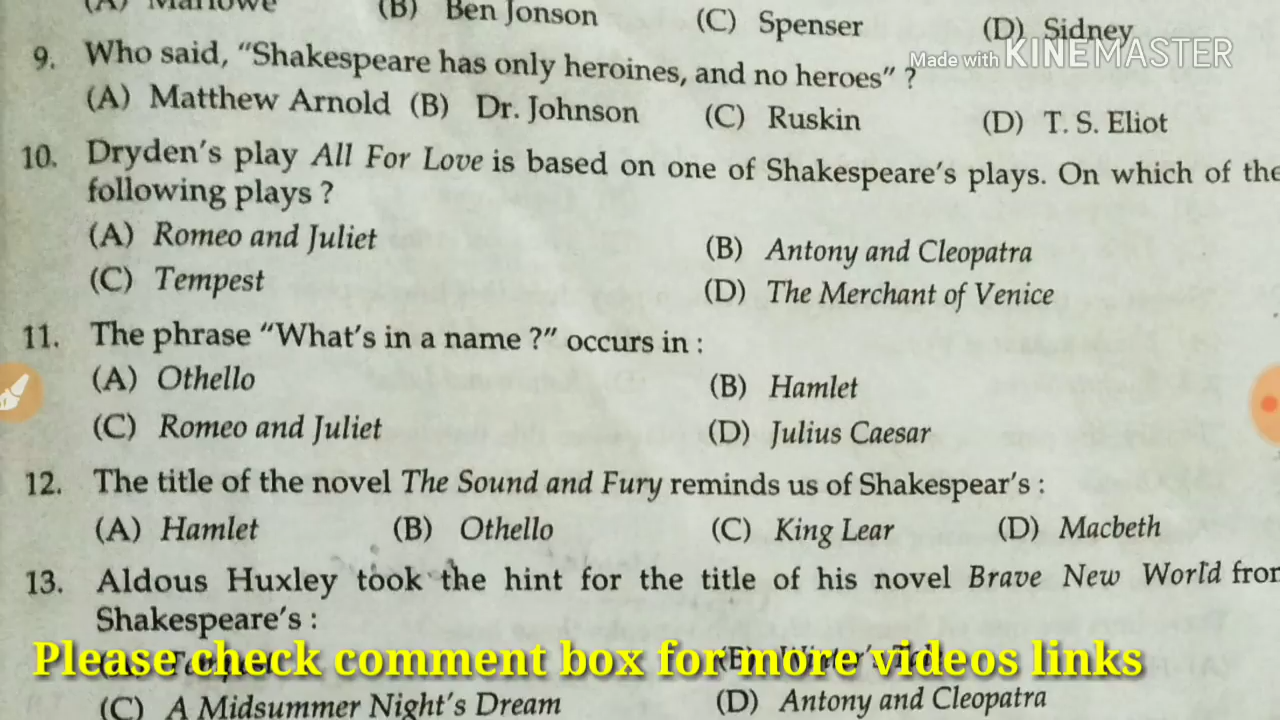 (A) Marlowe (B) Ben Jonson (C) Spenser (D) Sidney
Made with KINEMASTER
9. Who said, "Shakespeare has only heroines, and no heroes" ?
(A) Matthew Arnold (B) Dr. Johnson (C) Ruskin (D) T. S. Eliot
10. Dryden's play All For Love is based on one of Shakespeare's plays. On which of the
following plays ?
(A) Romeo and Juliet (B) Antony and Cleopatra
(C) Tempest (D) The Merchant of Venice
11. The phrase "What's in a name ?" occurs in :
(A) Othello (B) Hamlet
(C) Romeo and Juliet (D) Julius Caesar
12. The title of the novel The Sound and Fury reminds us of Shakespear's :
(A) Hamlet (B) Othello (C) King Lear (D) Macbeth
13. Aldous Huxley took the hint for the title of his novel Brave New World from
Shakespeare's :
Please check comment box for more videos links
(C) A Midsummer Night's Dream (D) Antony and Cleopatra